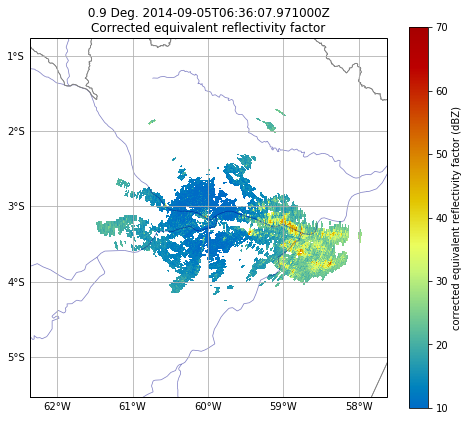 0.9 Deg. 2014-09-05T06:36:07.971000Z
Corrected equivalent reflectivity factor
1°S
2°S
3°S
4°S
5°S
62°W 61°W 60°W 59°W 58°W
70
60
50
40
30
20
10
corrected equivalent reflectivity factor (dBZ)